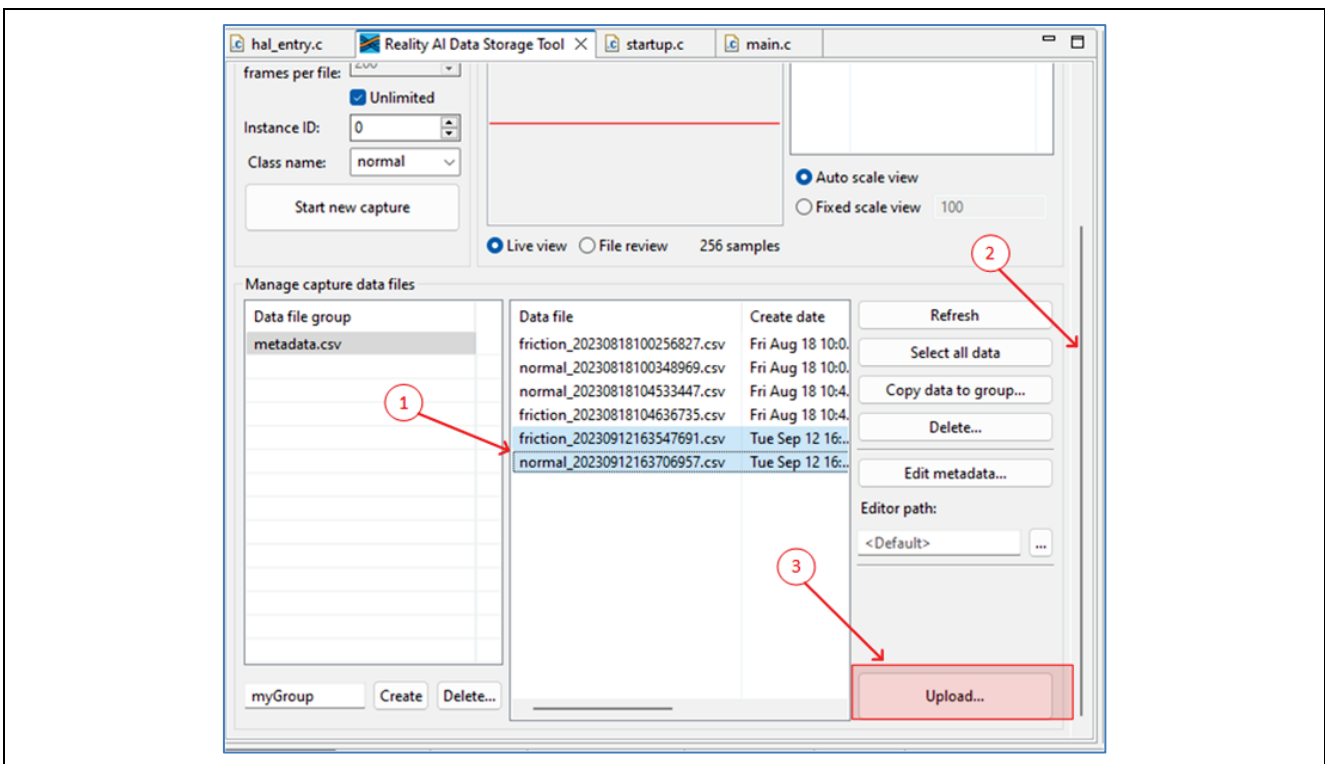 hal_entry.c Reality AI Data Storage Tool startup.c main.c
frames per file: 200
Unlimited
Instance ID: 0
Class name: normal
Start new capture
Auto scale view
Fixed scale view 100
Live view File review 256 samples
2
Manage capture data files
Data file group
metadata.csv
1
Data file Create date
friction_20230818100256827.csv Fri Aug 18 10:0.
normal_20230818100348969.csv Fri Aug 18 10:0.
normal_20230818104533447.csv Fri Aug 18 10:4.
friction_20230818104636735.csv Fri Aug 18 10:4.
friction_20230912163547691.csv Tue Sep 12 16:..
normal_20230912163706957.csv Tue Sep 12 16:..
Refresh
Select all data
Copy data to group...
Delete...
Edit metadata...
Editor path:
<Default> ...
3
myGroup Create Delete...
Upload...